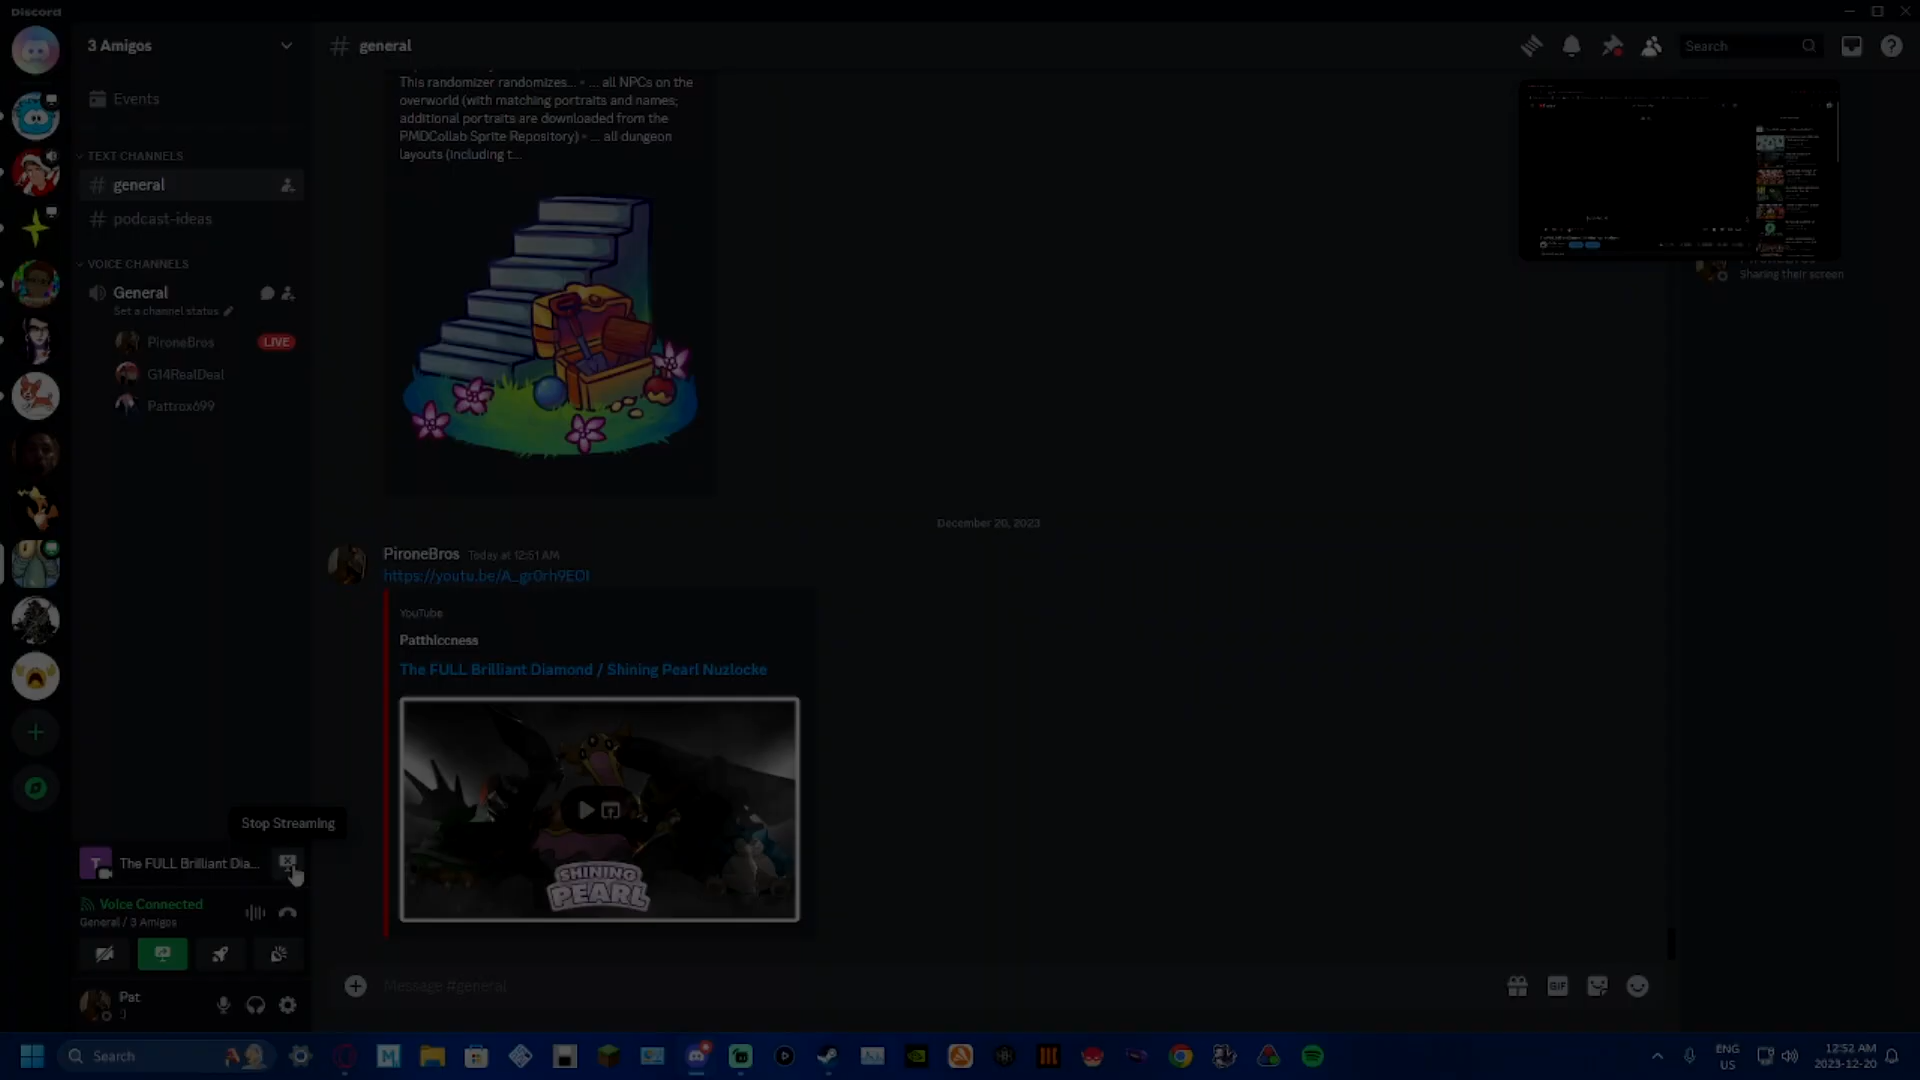 Discord
3 Amigos
general
Search
Events
TEXT CHANNELS
general
podcast-ideas
VOICE CHANNELS
General
Set a channel status
PironeBros
LIVE
G14RealDeal
Pattrox699
This randomizer randomizes... • ... all NPCs on the
overworld (with matching portraits and names;
additional portraits are downloaded from the
PMDCollab Sprite Repository) • ... all dungeon
layouts (including t...
Sharing their screen
December 20, 2023
PironeBros Today at 12:51 AM
https://youtu.be/A_gr0rh9EOI
YouTube
Patthiccness
The FULL Brilliant Diamond / Shining Pearl Nuzlocke
SHINING
PEARL
Stop Streaming
T
The FULL Brilliant Dia...
Voice Connected
General / 3 Amigos
Pat
:]
Message #general
GIF
Search
ENG
US
12:52 AM
2023-12-20